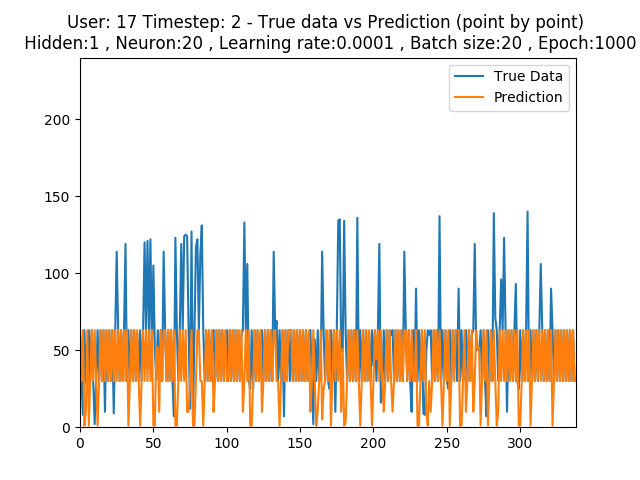 User: 17 Timestep: 2 - True data vs Prediction (point by point)
Hidden:1 , Neuron:20 , Learning rate:0.0001 , Batch size:20 , Epoch:1000
True Data
Prediction
200
150
100
50
0
0 50 100 150 200 250 300